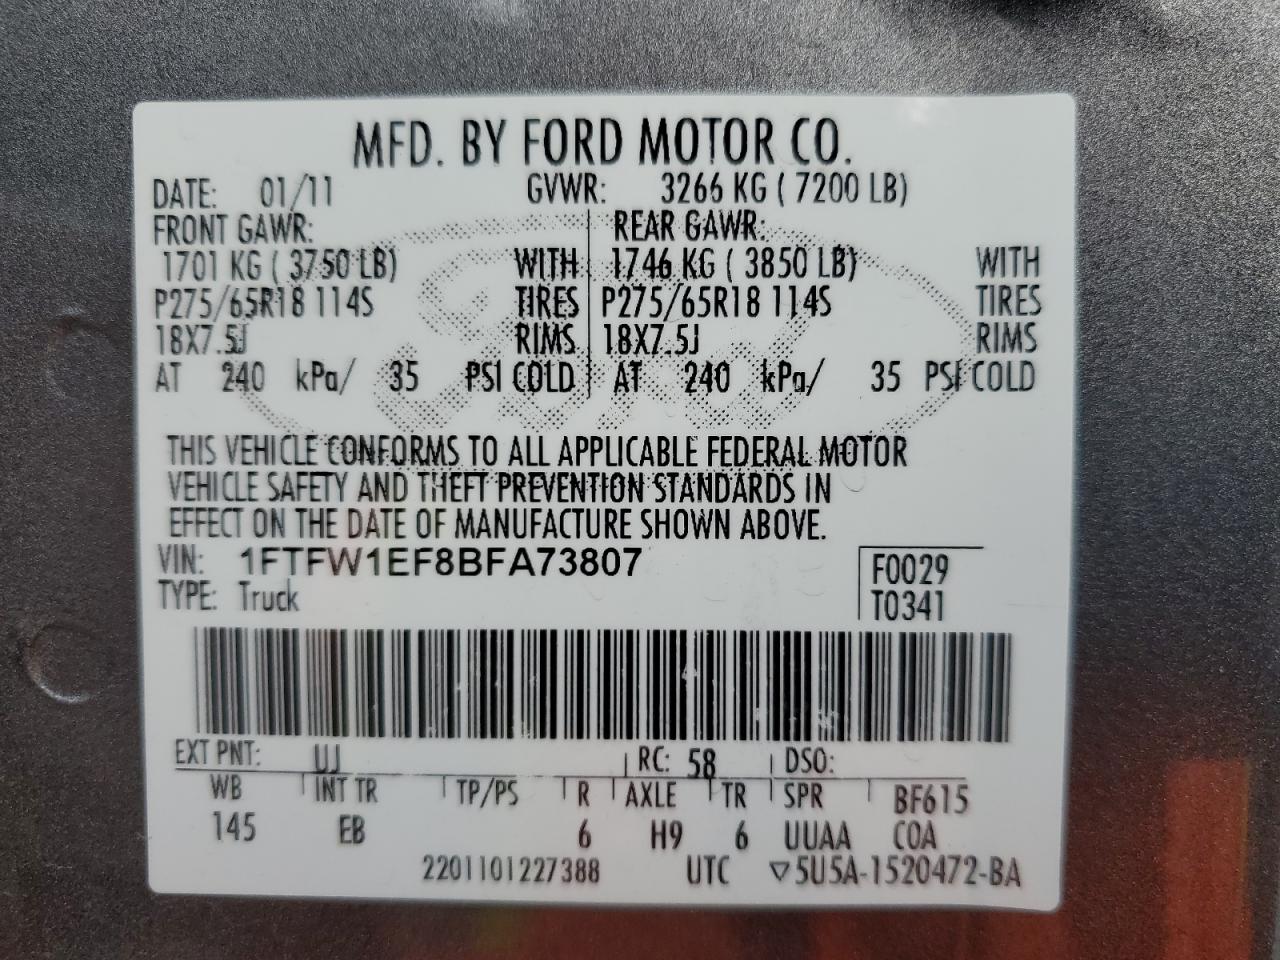 MFD. BY FORD MOTOR CO.
DATE: 01/11 GVWR: 3266 KG ( 7200 LB)
FRONT GAWR: REAR GAWR:
1701 KG ( 3750 LB) WITH 1746 KG ( 3850 LB) WITH
P275/65R18 114S TIRES P275/65R18 114S TIRES
18X7.5J RIMS 18X7.5J RIMS
AT 240 kPa/ 35 PSI COLD AT 240 kPa/ 35 PSI COLD
Ford
THIS VEHICLE CONFORMS TO ALL APPLICABLE FEDERAL MOTOR
VEHICLE SAFETY AND THEFT PREVENTION STANDARDS IN
EFFECT ON THE DATE OF MANUFACTURE SHOWN ABOVE.
VIN: 1FTFW1EF8BFA73807 F0029
TYPE: Truck T0341
EXT PNT: UJ RC: 58 DSO:
WB INT TR TP/PS R AXLE TR SPR BF615
145 EB 6 H9 6 UUAA COA
2201101227388 UTC ▽5U5A-1520472-BA